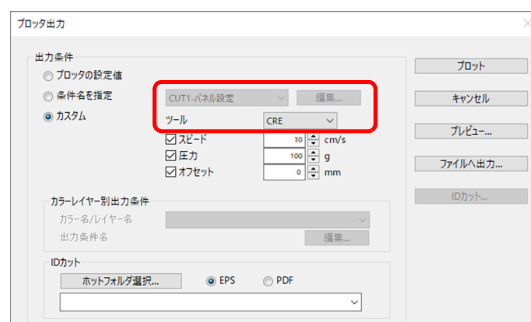 プロッタ出力
出力条件
プロッタの設定値
条件名を指定
CUT1-パネル設定
編集...
カスタム
ツール
CRE
スピード
30
cm/s
圧力
100
g
オフセット
0
mm
カラーレイヤー別出力条件
カラー名/レイヤー名
出力条件名
編集...
IDカット
ホットフォルダ選択...
EPS
PDF
プロット
キャンセル
プレビュー...
ファイルへ出力...
IDカット...